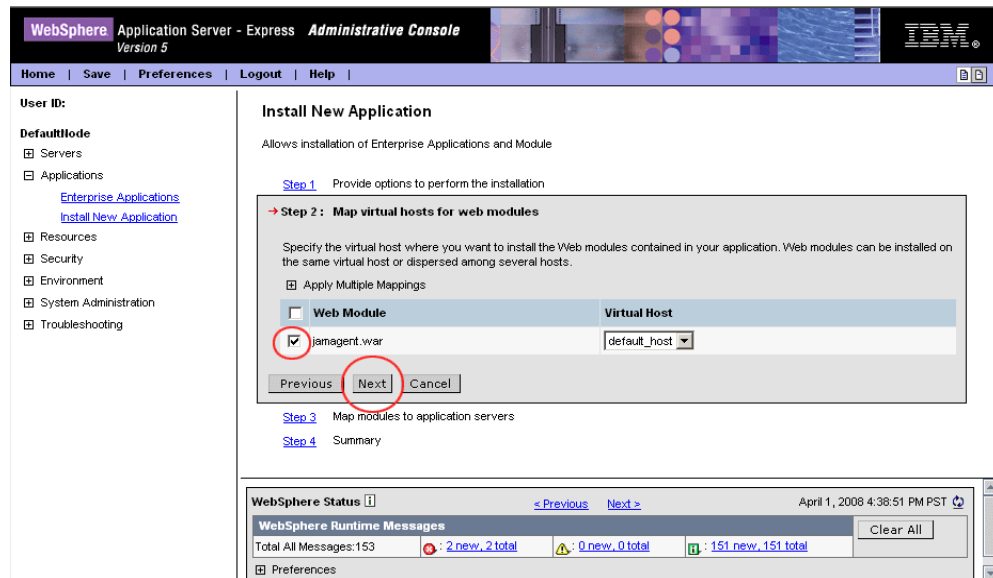 WebSphere Application Server - Express Administrative Console
Version 5
IBM®
Home | Save | Preferences | Logout | Help |
User ID:
DefaultNode
Servers
Applications
Enterprise Applications
Install New Application
Resources
Security
Environment
System Administration
Troubleshooting
Install New Application
Allows installation of Enterprise Applications and Module
Step 1 Provide options to perform the installation
→ Step 2 : Map virtual hosts for web modules
Specify the virtual host where you want to install the Web modules contained in your application. Web modules can be installed on
the same virtual host or dispersed among several hosts.
Apply Multiple Mappings
Web Module Virtual Host
jamagent.war default_host
Previous Next Cancel
Step 3 Map modules to application servers
Step 4 Summary
WebSphere Status i < Previous Next > April 1, 2008 4:38:51 PM PST
WebSphere Runtime Messages Clear All
Total All Messages:153 : 2 new, 2 total : 0 new, 0 total : 151 new, 151 total
Preferences